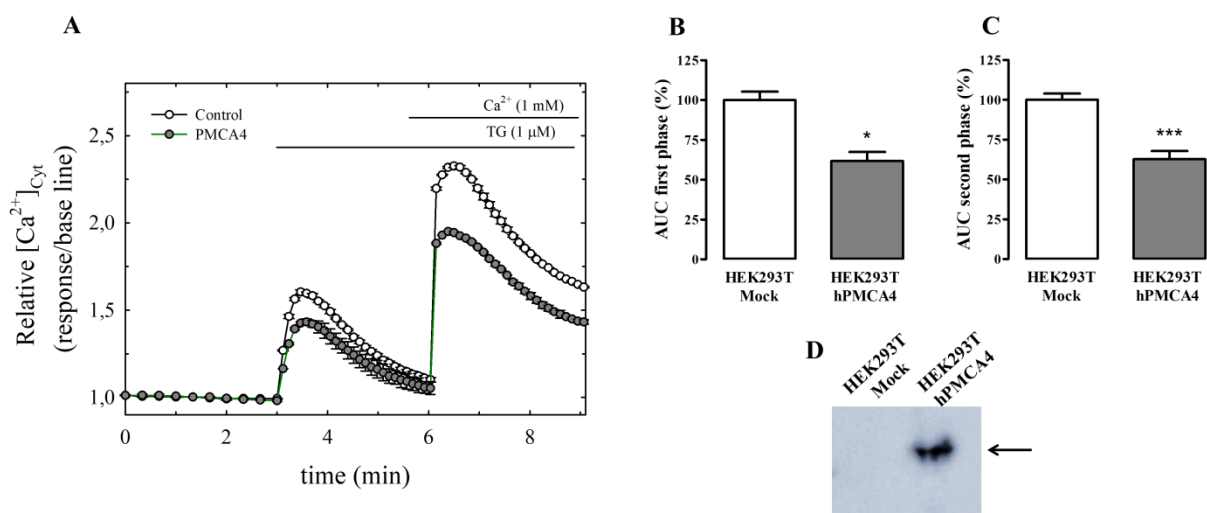 A
Relative [Ca²⁺]Cyt
(response/base line)
2,5
2,0
1,5
1,0
Control
PMCA4
Ca²⁺ (1 mM)
TG (1 μM)
0
2
4
6
8
time (min)
B
AUC first phase (%)
125
100
75
50
25
0
*
HEK293T
Mock
HEK293T
hPMCA4
C
AUC second phase (%)
125
100
75
50
25
0
***
HEK293T
Mock
HEK293T
hPMCA4
D
HEK293T
Mock
HEK293T
hPMCA4